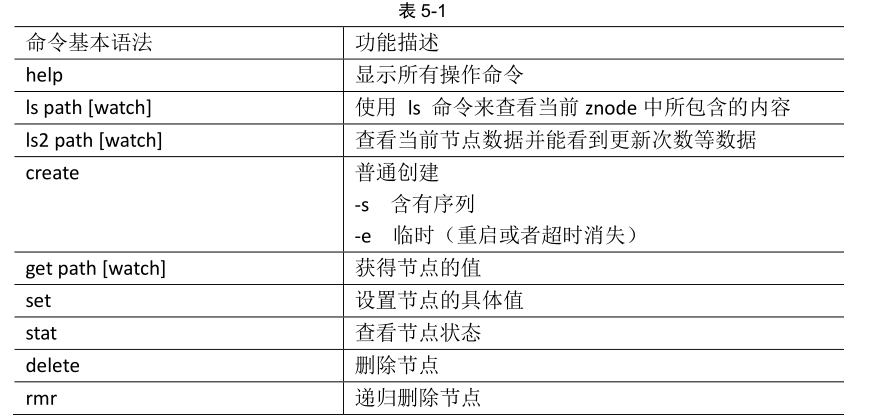 表 5-1
命令基本语法 功能描述
help 显示所有操作命令
ls path [watch] 使用 ls 命令来查看当前 znode 中所包含的内容
ls2 path [watch] 查看当前节点数据并能看到更新次数等数据
create 普通创建
-s 含有序列
-e 临时（重启或者超时消失）
get path [watch] 获得节点的值
set 设置节点的具体值
stat 查看节点状态
delete 删除节点
rmr 递归删除节点